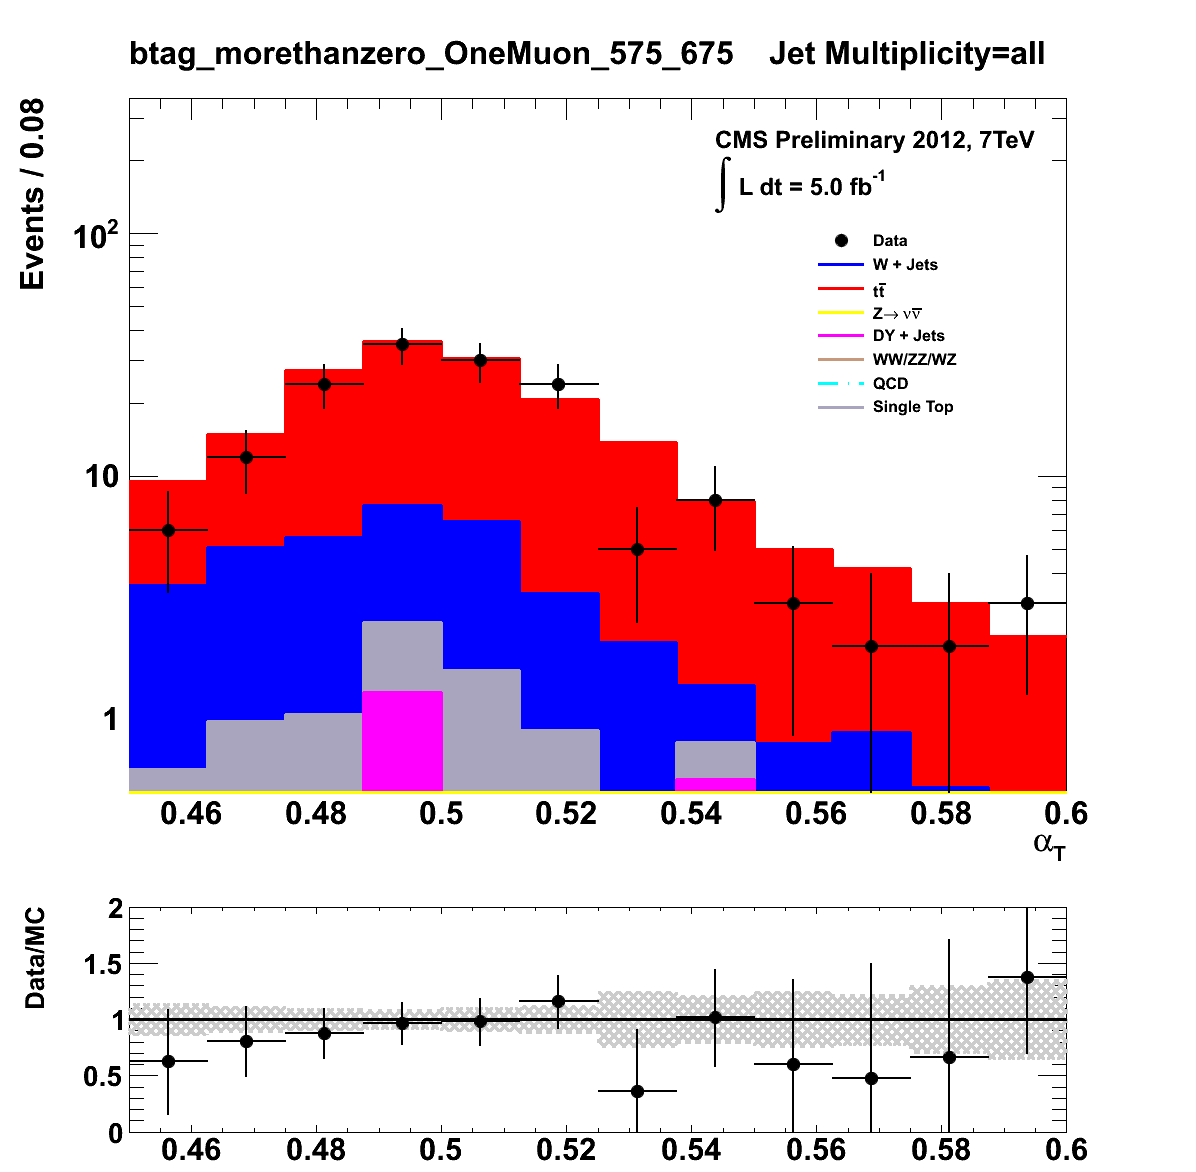 btag_morethanzero_OneMuon_575_675 Jet Multiplicity=all
Events / 0.08
CMS Preliminary 2012, 7TeV
∫ L dt = 5.0 fb⁻¹
Data
W + Jets
tt̅
Z→ νν̅
DY + Jets
WW/ZZ/WZ
QCD
Single Top
10²
10
1
0.46 0.48 0.5 0.52 0.54 0.56 0.58 0.6
α_T
Data/MC
2
1.5
1
0.5
0
0.46 0.48 0.5 0.52 0.54 0.56 0.58 0.6